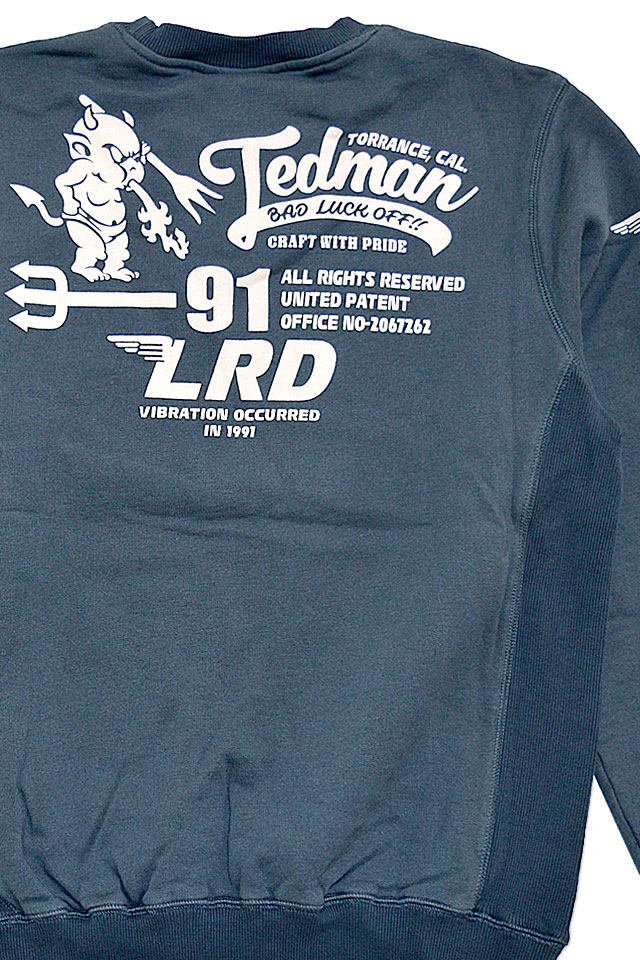 TORRANCE, CAL.
Tedman
BAD LUCK OFF!!
CRAFT WITH PRIDE
91
ALL RIGHTS RESERVED
UNITED PATENT
OFFICE NO-2067262
LRD
VIBRATION OCCURRED
IN 1991